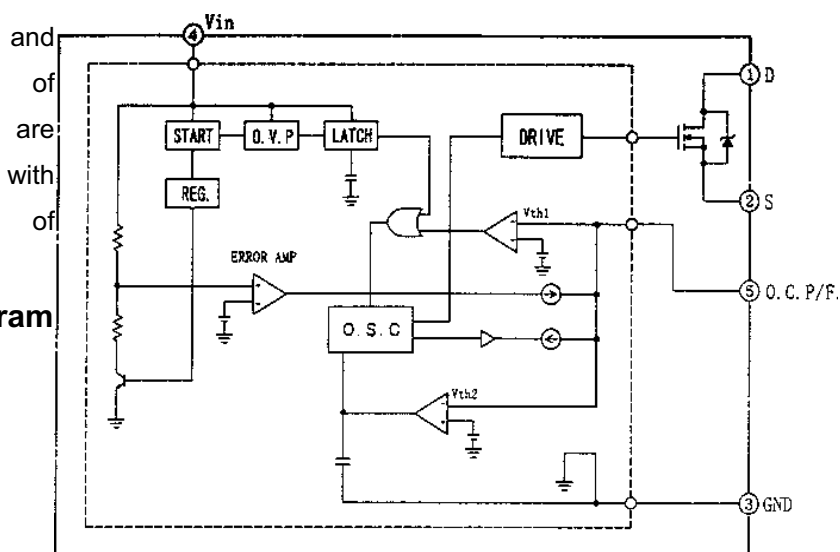 and
of
are
with
of
ram
4 Vin
1 D
START
O.V.P
LATCH
DRIVE
REG.
2 S
Vth1
ERROR AMP
5 O.C.P/F.
O.S.C
Vth2
3 GND